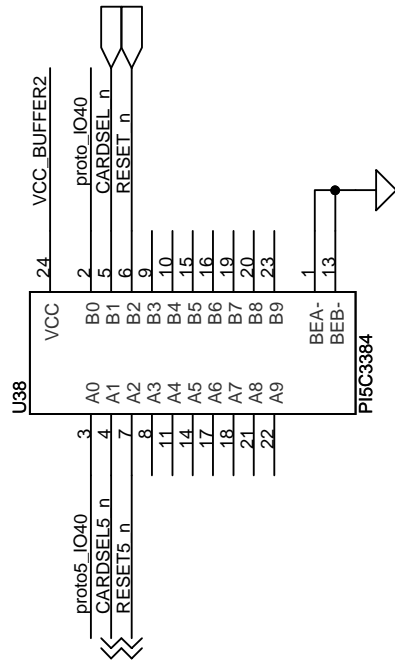 U38
VCC 24 VCC_BUFFER2
proto5_IO40 3 A0 B0 2 proto_IO40
CARDSEL5_n 4 A1 B1 5 CARDSEL_n
RESET5_n 7 A2 B2 6 RESET_n
8 A3 B3 9
11 A4 B4 10
14 A5 B5 15
17 A6 B6 16
18 A7 B7 19
21 A8 B8 20
22 A9 B9 23
BEA- 1
BEB- 13
PI5C3384